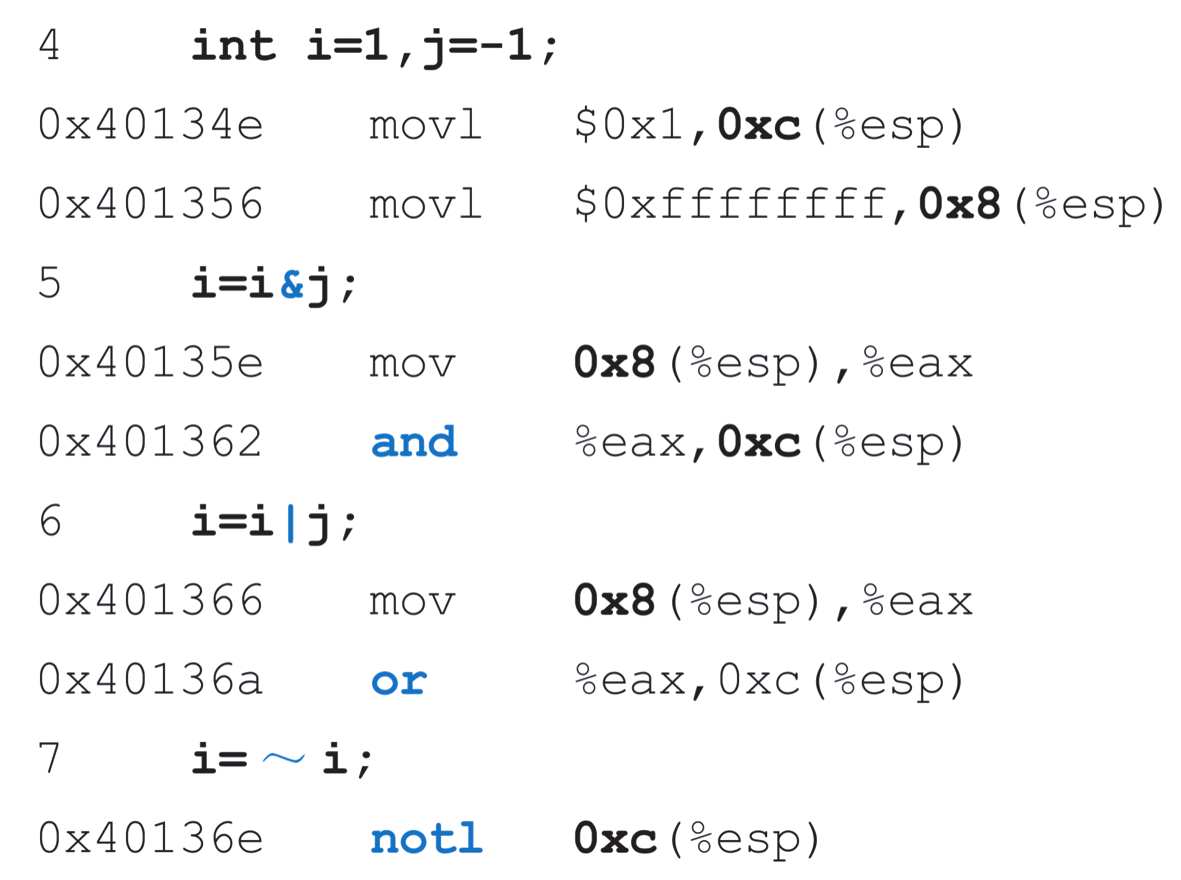 4 int i=1,j=-1;
0x40134e movl $0x1,0xc(%esp)
0x401356 movl $0xffffffff,0x8(%esp)
5 i=i&j;
0x40135e mov 0x8(%esp),%eax
0x401362 and %eax,0xc(%esp)
6 i=i|j;
0x401366 mov 0x8(%esp),%eax
0x40136a or %eax,0xc(%esp)
7 i= ~ i;
0x40136e notl 0xc(%esp)